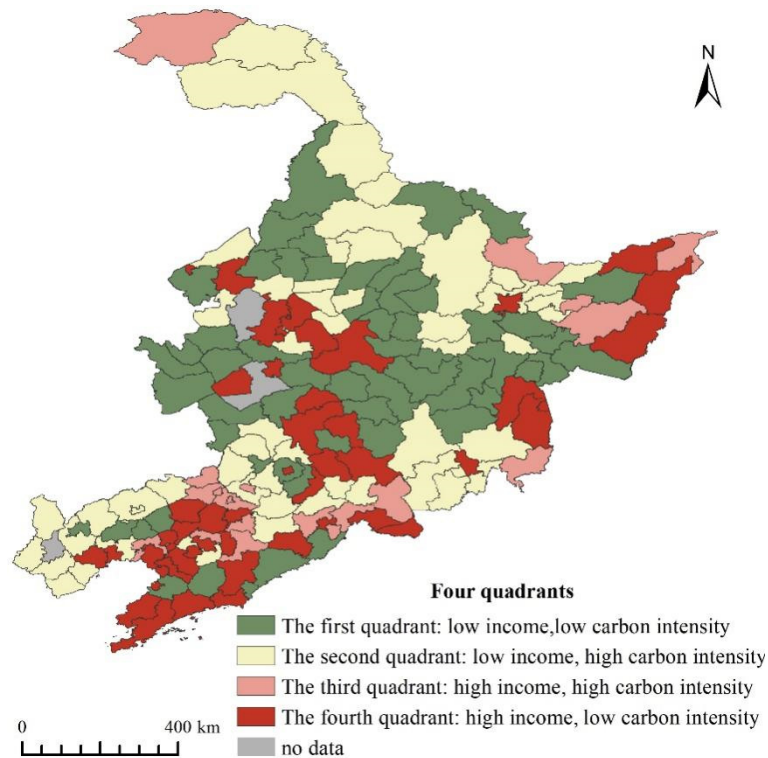 N
Four quadrants
The first quadrant: low income,low carbon intensity
The second quadrant: low income, high carbon intensity
The third quadrant: high income, high carbon intensity
The fourth quadrant: high income, low carbon intensity
no data
0 400 km